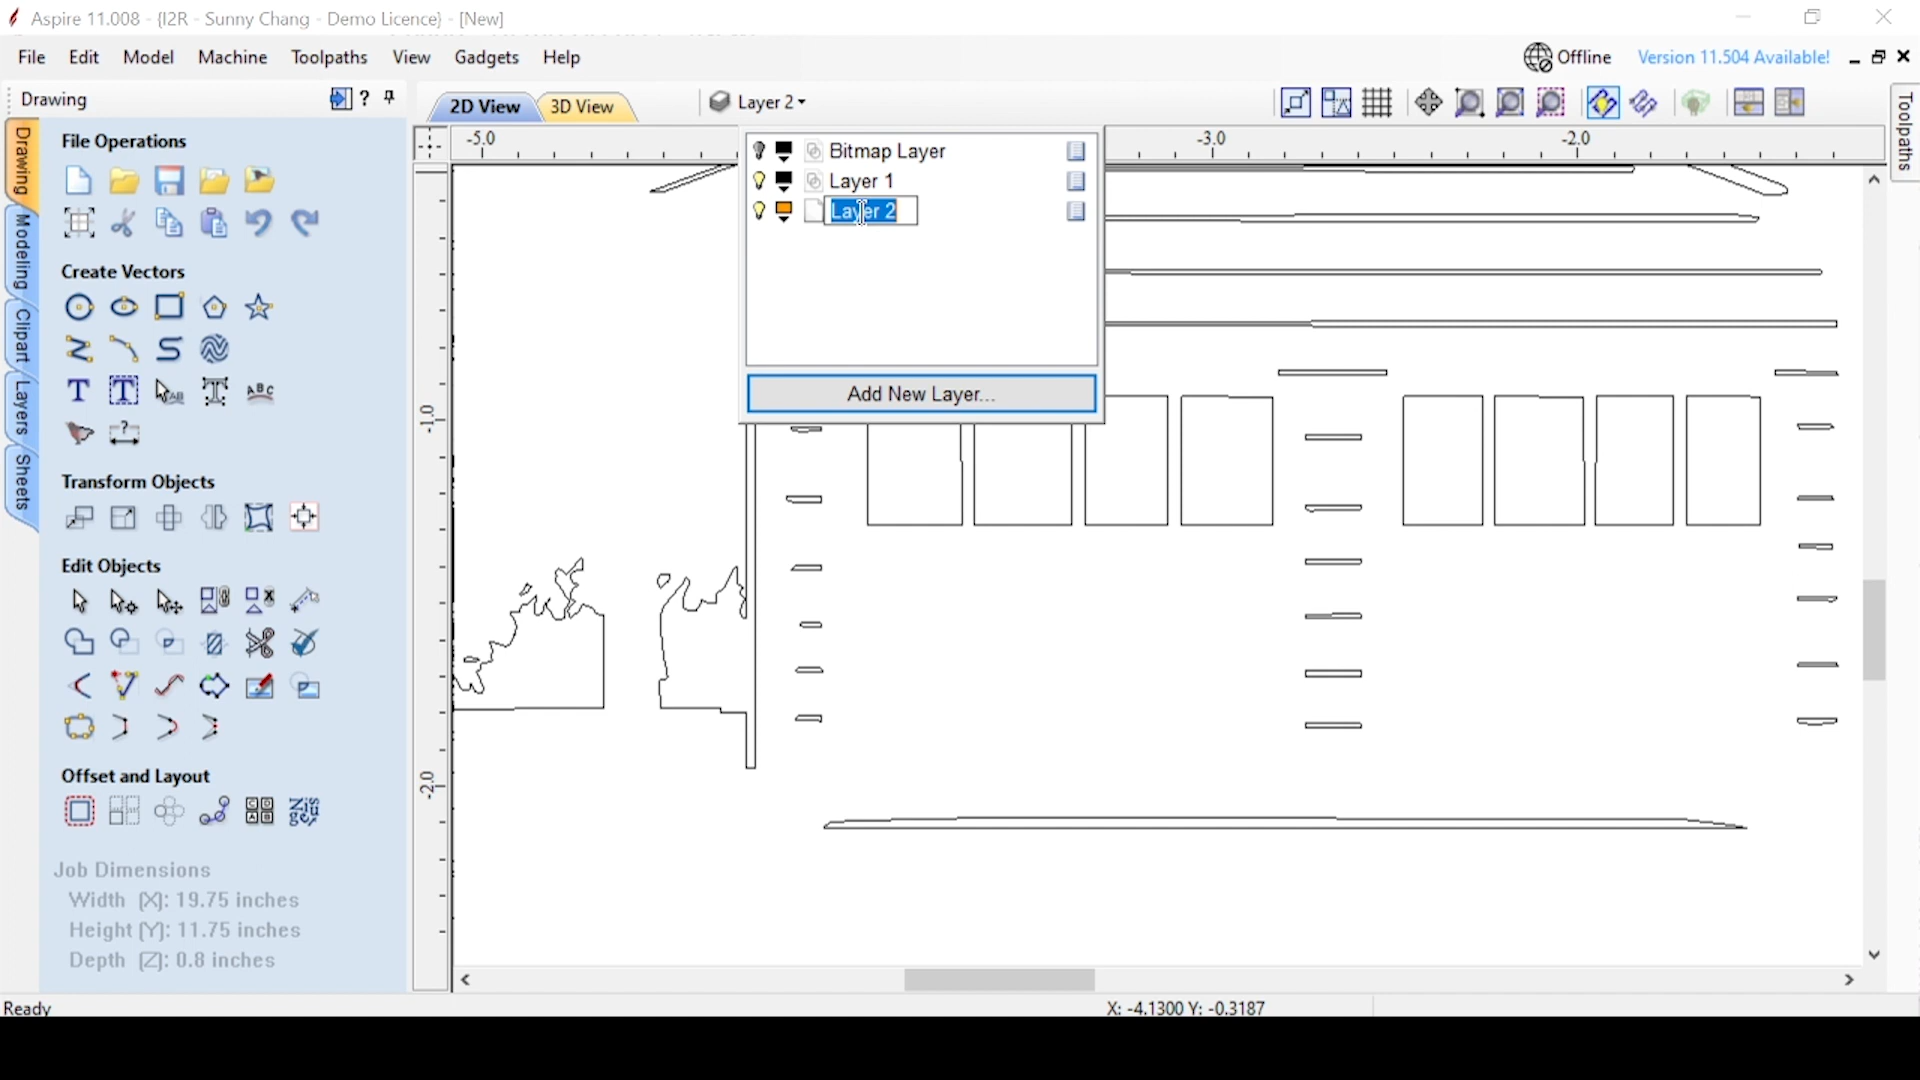 Aspire 11.008 - {I2R - Sunny Chang - Demo Licence} - [New]
File Edit Model Machine Toolpaths View Gadgets Help
Offline Version 11.504 Available!
Drawing
2D View 3D View Layer 2
Toolpaths
-5.0 -3.0 -2.0
Drawing
Modeling
Clipart
Layers
Sheets
File Operations
Create Vectors
Transform Objects
Edit Objects
Offset and Layout
Job Dimensions
Width (X): 19.75 inches
Height (Y): 11.75 inches
Depth (Z): 0.8 inches
Bitmap Layer
Layer 1
Layer 2
Add New Layer...
-1.0
-2.0
Ready
X: -4.1300 Y: -0.3187